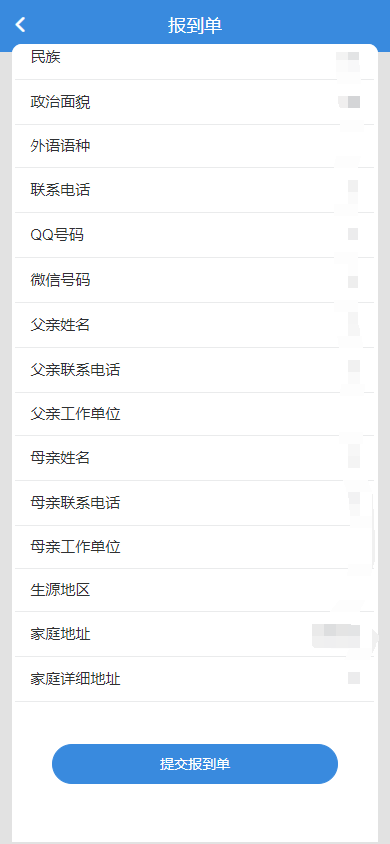 报到单
民族
政治面貌
外语语种
联系电话
QQ号码
微信号码
父亲姓名
父亲联系电话
父亲工作单位
母亲姓名
母亲联系电话
母亲工作单位
生源地区
家庭地址
家庭详细地址
提交报到单